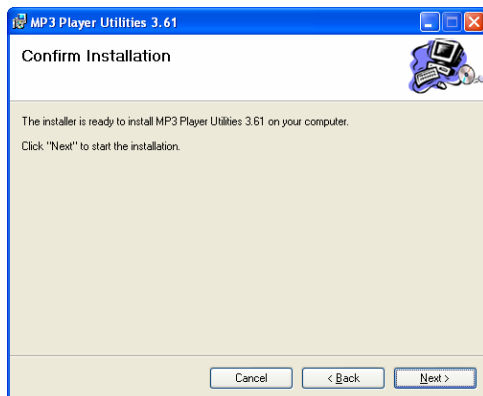 MP3 Player Utilities 3.61
Confirm Installation
The installer is ready to install MP3 Player Utilities 3.61 on your computer.
Click "Next" to start the installation.
Cancel
< Back
Next >